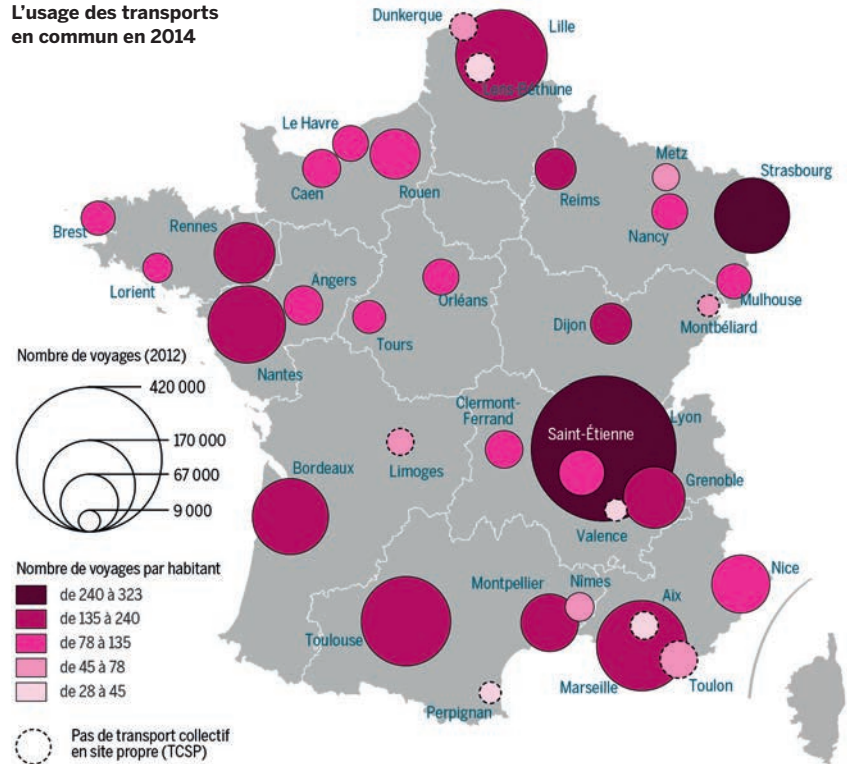 L'usage des transports
en commun en 2014
Dunkerque
Lille
Lens-Béthune
Le Havre
Caen
Rouen
Reims
Metz
Nancy
Strasbourg
Brest
Rennes
Lorient
Angers
Orléans
Tours
Nantes
Dijon
Mulhouse
Montbéliard
Nombre de voyages (2012)
420 000
170 000
67 000
9 000
Clermont-
Ferrand
Lyon
Saint-Étienne
Limoges
Bordeaux
Grenoble
Valence
Nombre de voyages par habitant
de 240 à 323
de 135 à 240
de 78 à 135
de 45 à 78
de 28 à 45
Montpellier
Nîmes
Aix
Nice
Toulouse
Marseille
Toulon
Perpignan
Pas de transport collectif
en site propre (TCSP)